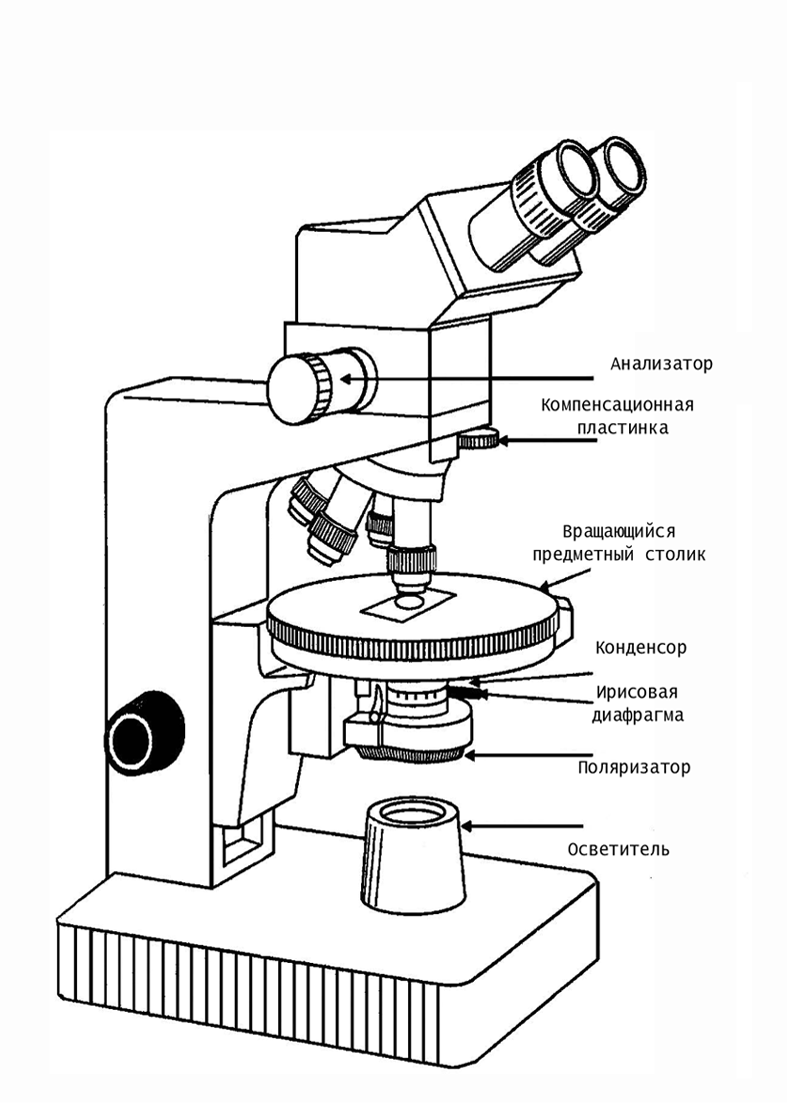 Анализатор
Компенсационная
пластинка
Вращающийся
предметный столик
Конденсор
Ирисовая
диафрагма
Поляризатор
Осветитель